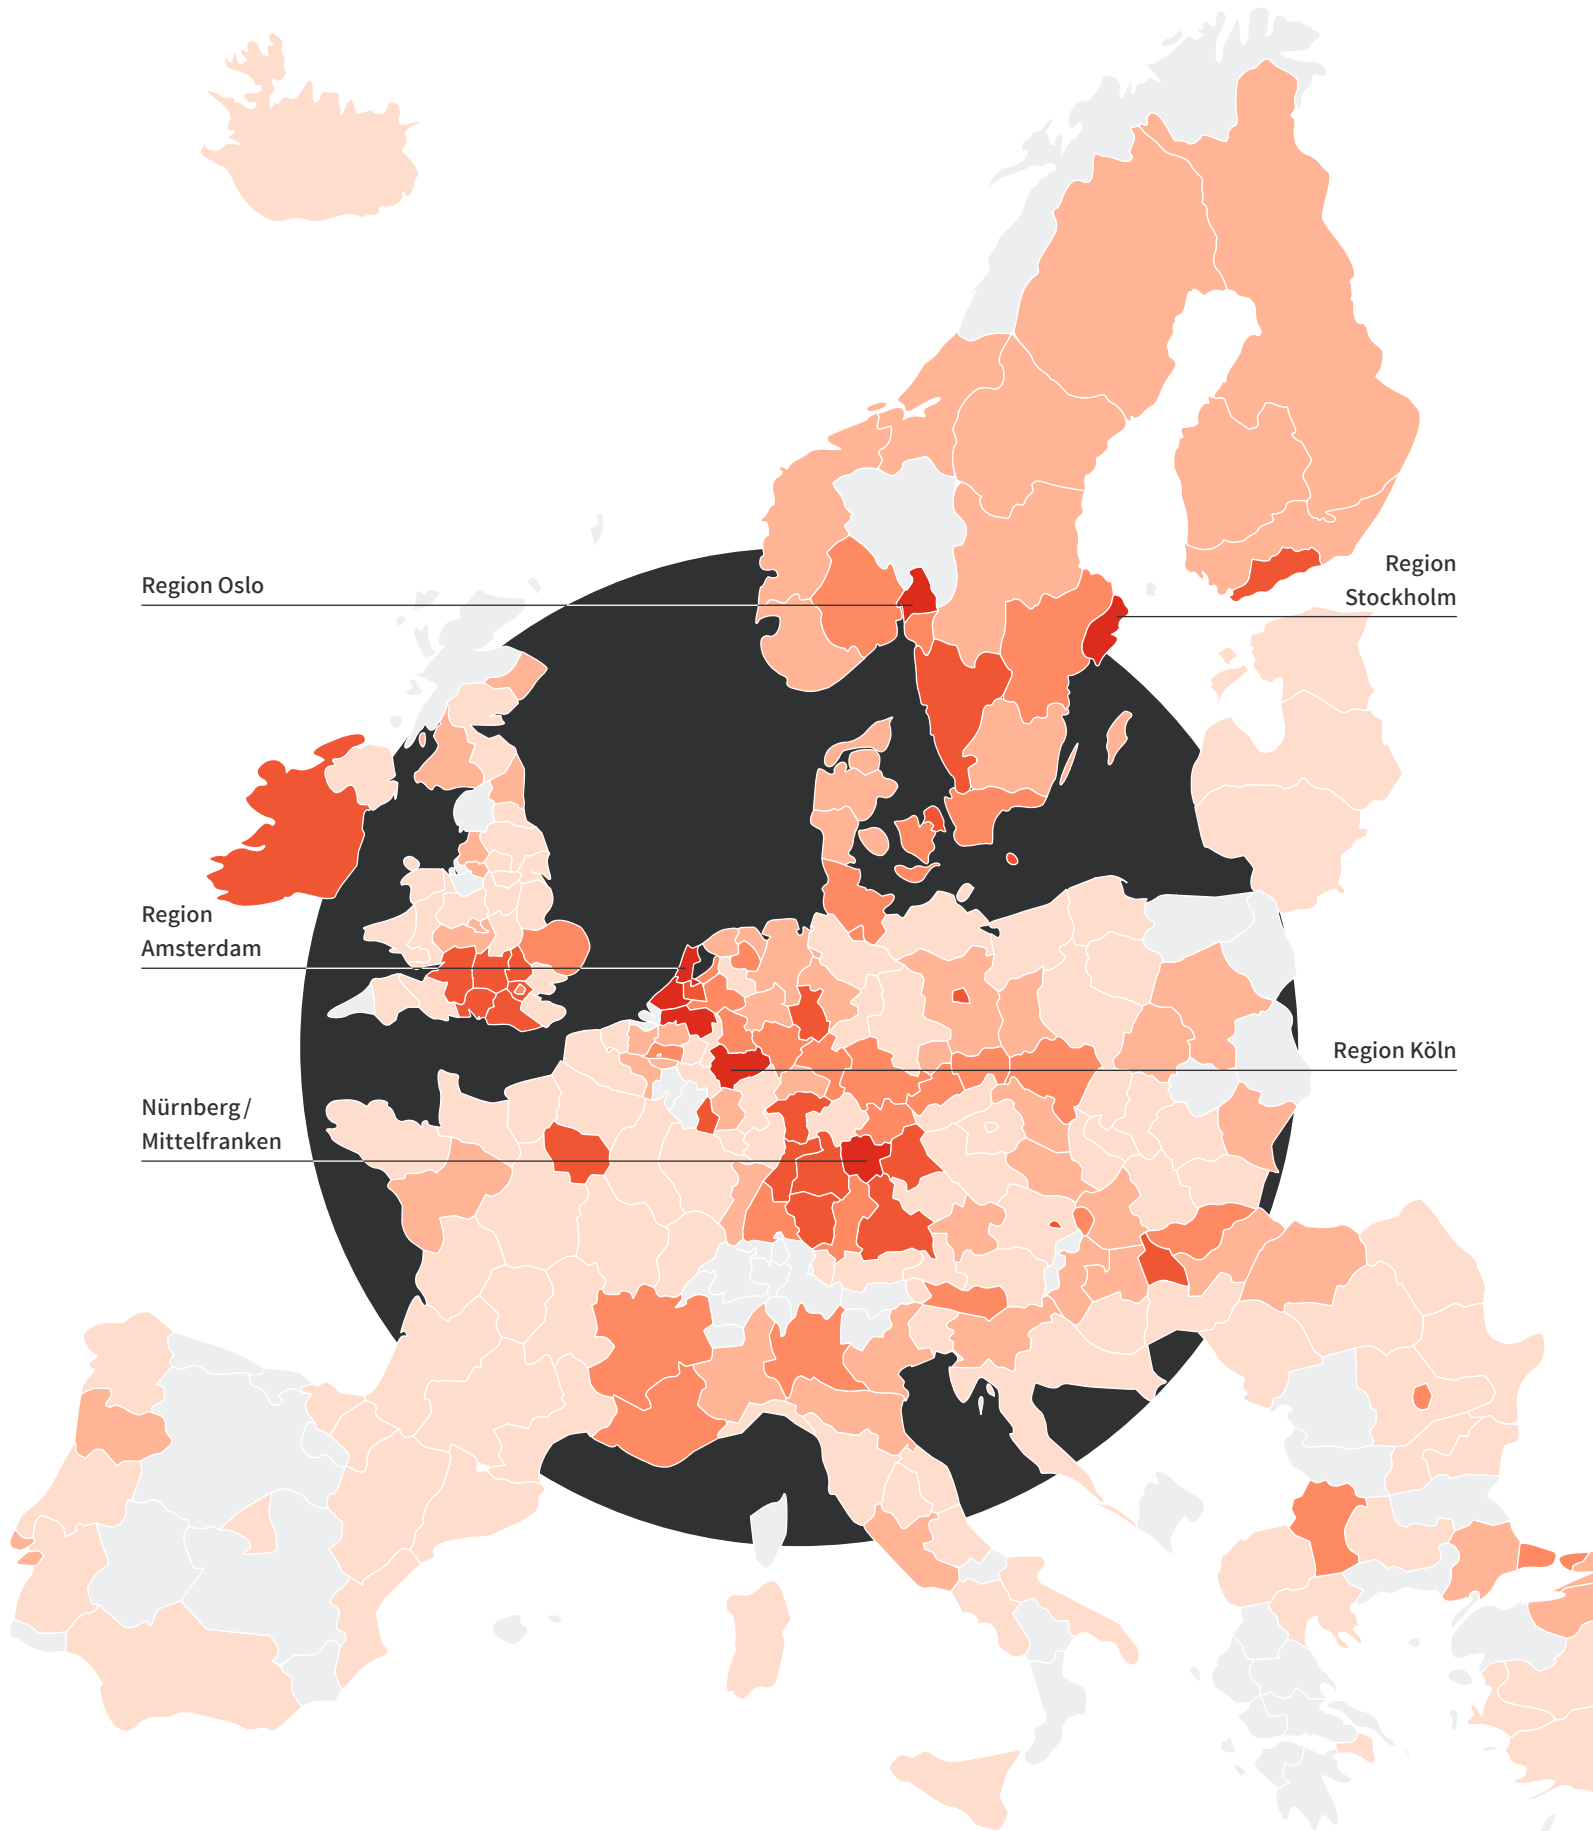 Region Oslo
Region
Stockholm
Region
Amsterdam
Region Köln
Nürnberg/
Mittelfranken